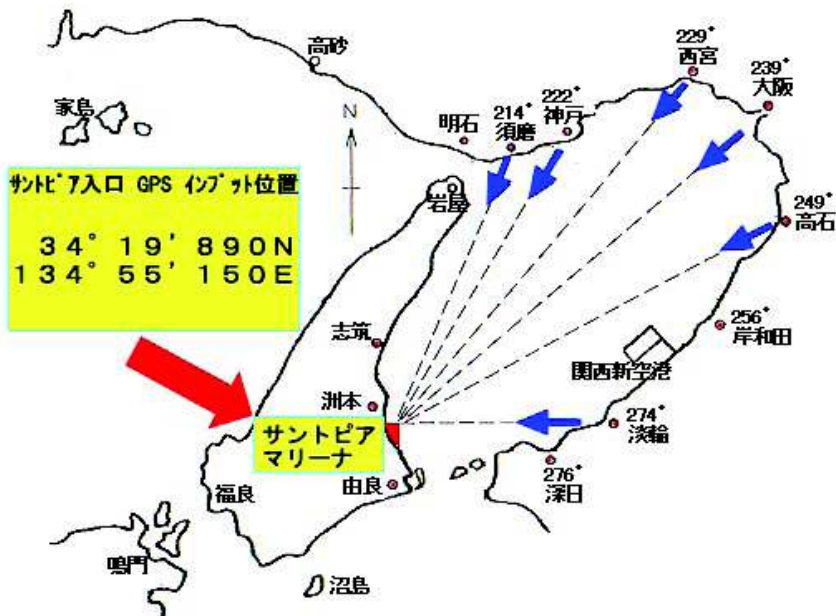 229°
西宮
239°
大阪
高砂
222°
神戸
214°
須磨
明石
家島
N
サントピア入口 GPS インプット位置
34° 19' 890N
134° 55' 150E
岩屋
249°
高石
256°
岸和田
志筑
関西新空港
洲本
サントピア
マリーナ
274°
淡輪
276°
深日
由良
福良
鳴門
沼島